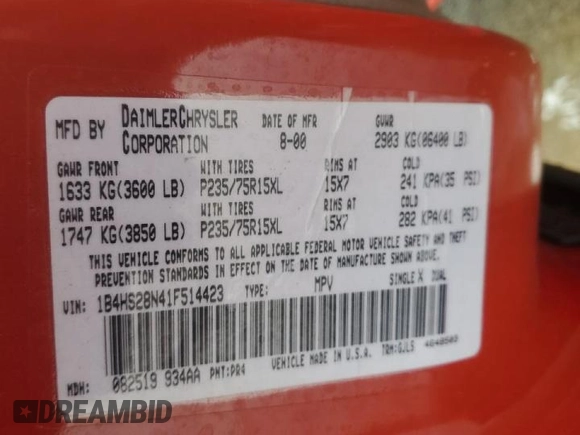 MFD BY DAIMLERCHRYSLER CORPORATION DATE OF MFR 8-00 GVWR 2903 KG(06400 LB)
GAWR FRONT WITH TIRES RIMS AT COLD
1633 KG(3600 LB) P235/75R15XL 15X7 241 KPA(35 PSI)
GAWR REAR WITH TIRES RIMS AT COLD
1747 KG(3850 LB) P235/75R15XL 15X7 282 KPA(41 PSI)
THIS VEHICLE CONFORMS TO ALL APPLICABLE FEDERAL MOTOR VEHICLE SAFETY AND THEFT
PREVENTION STANDARDS IN EFFECT ON THE DATE OF MANUFACTURE SHOWN ABOVE.
VIN: 1B4HS28N41F514423 TYPE: MPV SINGLE X DUAL
VEHICLE MADE IN U.S.A. TRM:GJLS
MDH: 082519 934AA PNT:PR4
DREAMBID